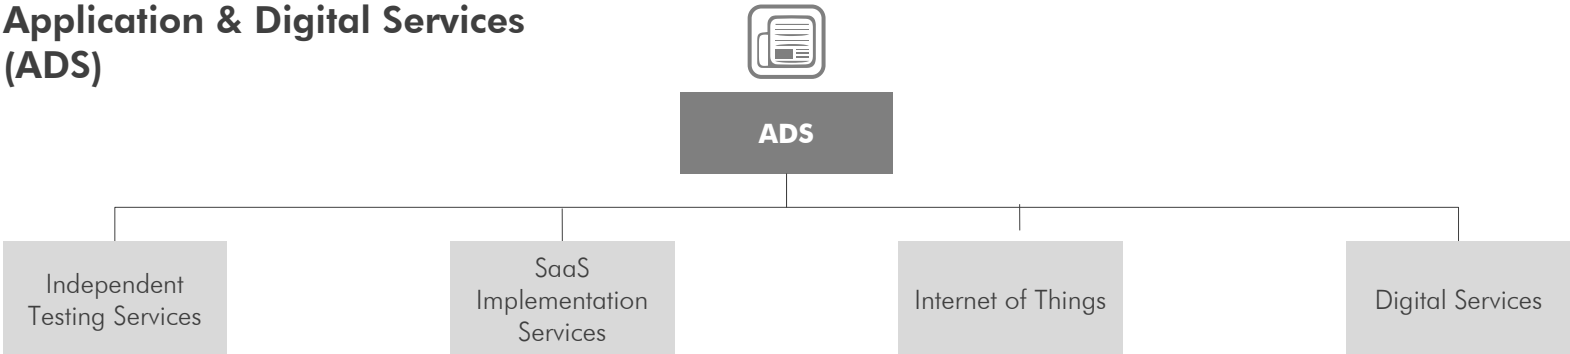 Application & Digital Services
(ADS)
ADS
Independent
Testing Services
SaaS
Implementation
Services
Internet of Things
Digital Services